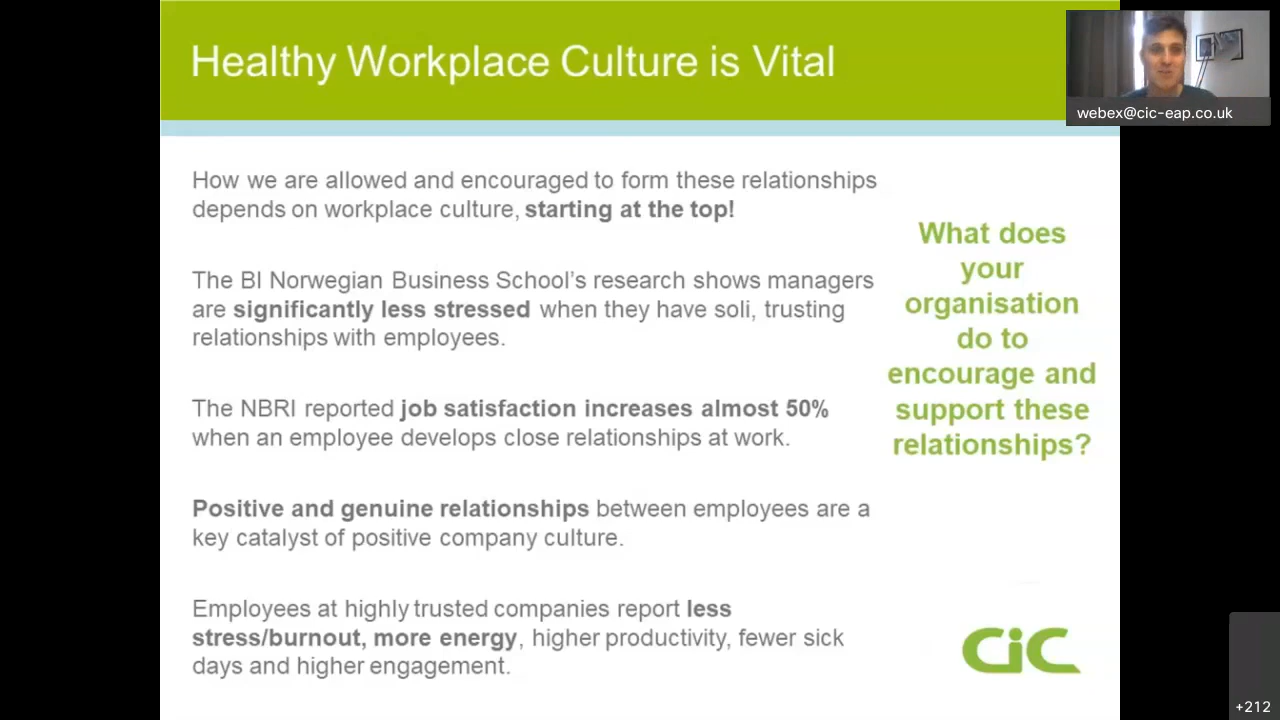 Healthy Workplace Culture is Vital
webex@cic-eap.co.uk
How we are allowed and encouraged to form these relationships
depends on workplace culture, starting at the top!
The BI Norwegian Business School's research shows managers
are significantly less stressed when they have soli, trusting
relationships with employees.
The NBRI reported job satisfaction increases almost 50%
when an employee develops close relationships at work.
Positive and genuine relationships between employees are a
key catalyst of positive company culture.
Employees at highly trusted companies report less
stress/burnout, more energy, higher productivity, fewer sick
days and higher engagement.
What does
your
organisation
do to
encourage and
support these
relationships?
CiC
+212